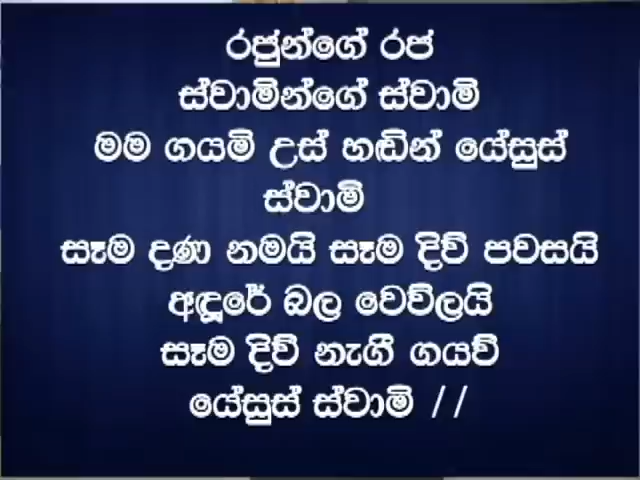 රජුන්ගේ රජ
ස්වාමින්ගේ ස්වාමි
මම ගයමි උස් හඬින් යේසුස්
ස්වාමි
සෑම දණ නමයි සෑම දිව් පවසයි
අඳූරේ බල වෙව්ලයි
සෑම දිව් නැගී ගයව්
යේසුස් ස්වාමි //